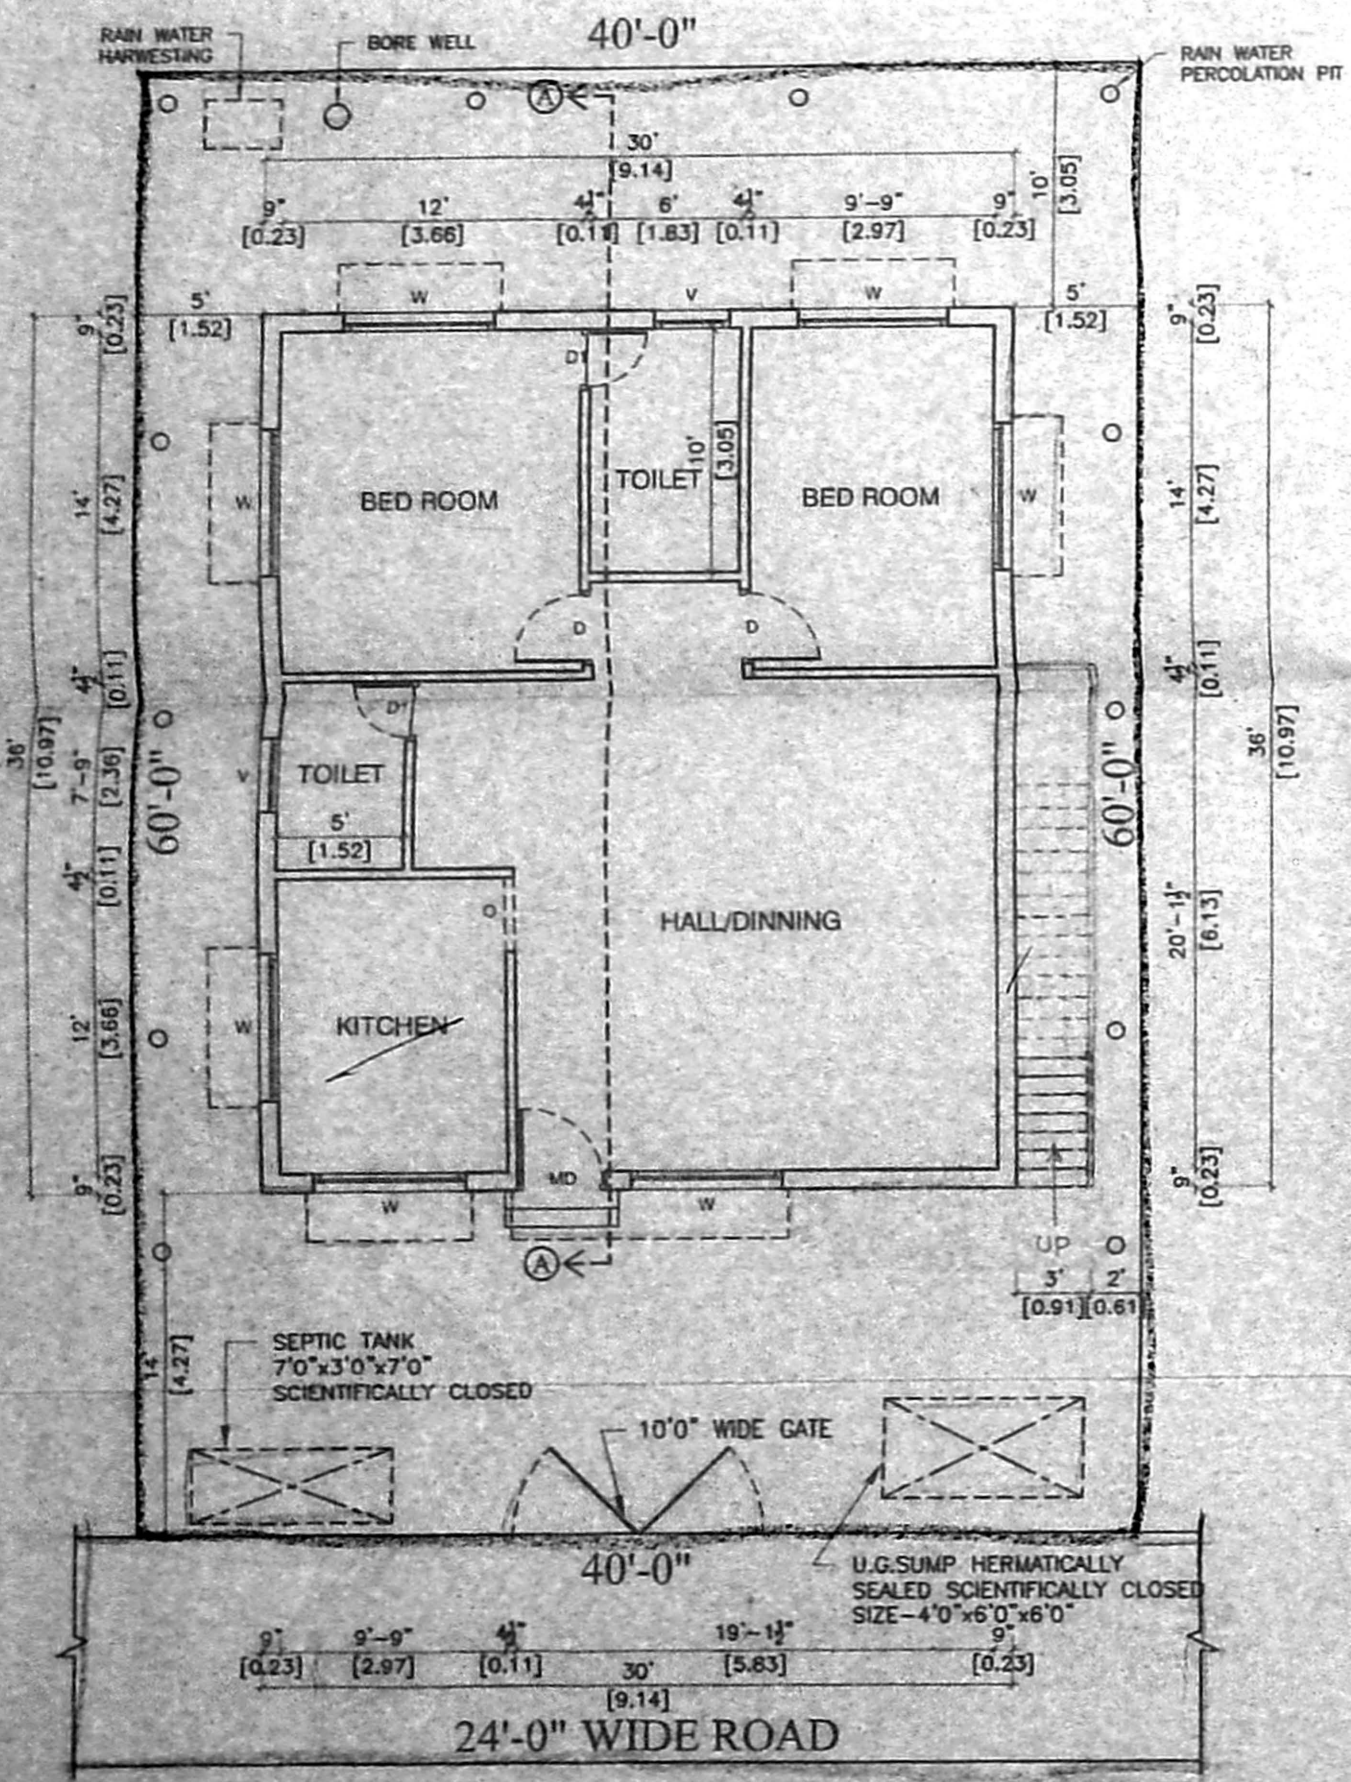 40'-0"
RAIN WATER
HARWESTING
BORE WELL
RAIN WATER
PERCOLATION PIT
A
30'
[9.14]
10'
[3.05]
9" 12' 4½" 6' 4½" 9'-9" 9"
[0.23] [3.66] [0.11] [1.83] [0.11] [2.97] [0.23]
W V W
5'
[1.52]
5'
[1.52]
9"
[0.23]
9"
[0.23]
D1
10'
[3.05]
TOILET
BED ROOM
BED ROOM
W
W
14'
[4.27]
14'
[4.27]
D D
4½"
[0.11]
4½"
[0.11]
D1
36'
[10.97]
7'-9"
[2.36]
60'-0"
V
TOILET
5'
[1.52]
60'-0"
36'
[10.97]
4½"
[0.11]
O
HALL/DINNING
20'-1½"
[6.13]
12'
[3.66]
W
KITCHEN
9"
[0.23]
MD
9"
[0.23]
W W
A
UP
3' 2'
[0.91] [0.61]
14'
[4.27]
SEPTIC TANK
7'0"x3'0"x7'0"
SCIENTIFICALLY CLOSED
10'0" WIDE GATE
40'-0"
U.G.SUMP HERMATICALLY
SEALED SCIENTIFICALLY CLOSED
SIZE-4'0"x6'0"x6'0"
9" 9'-9" 4½" 19'-1½" 9"
[0.23] [2.97] [0.11] [5.83] [0.23]
30'
[9.14]
24'-0" WIDE ROAD